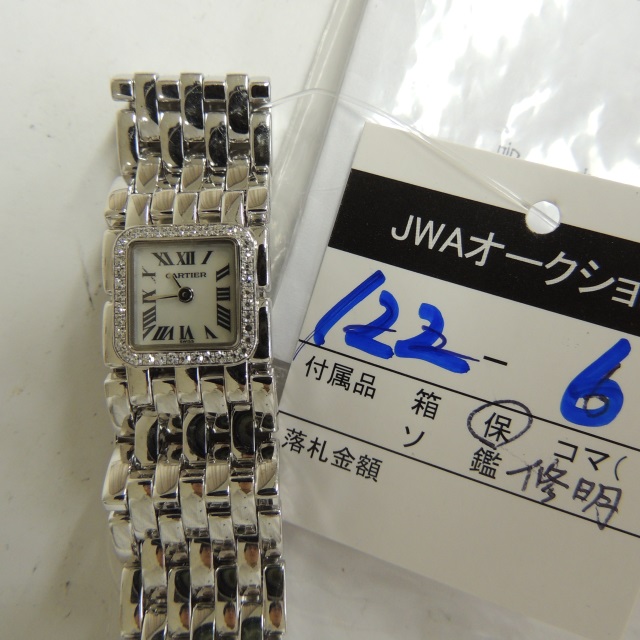 XII
CARTIER
JWAオークショ
122-6
付属品 箱 保 コマ(
ソ 鑑 修明
落札金額